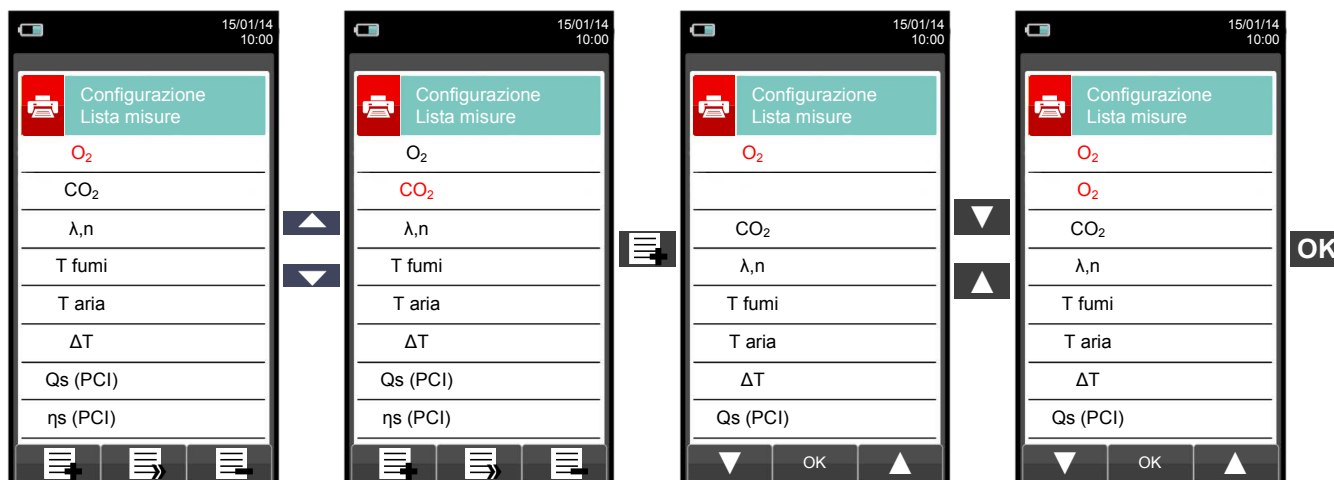 15/01/14
10:00
Configurazione
Lista misure
O₂
CO₂
λ,n
T fumi
T aria
ΔT
Qs (PCI)
ηs (PCI)
15/01/14
10:00
Configurazione
Lista misure
O₂
CO₂
λ,n
T fumi
T aria
ΔT
Qs (PCI)
ηs (PCI)
15/01/14
10:00
Configurazione
Lista misure
O₂
CO₂
λ,n
T fumi
T aria
ΔT
Qs (PCI)
OK
15/01/14
10:00
Configurazione
Lista misure
O₂
O₂
CO₂
λ,n
T fumi
T aria
ΔT
Qs (PCI)
OK
OK